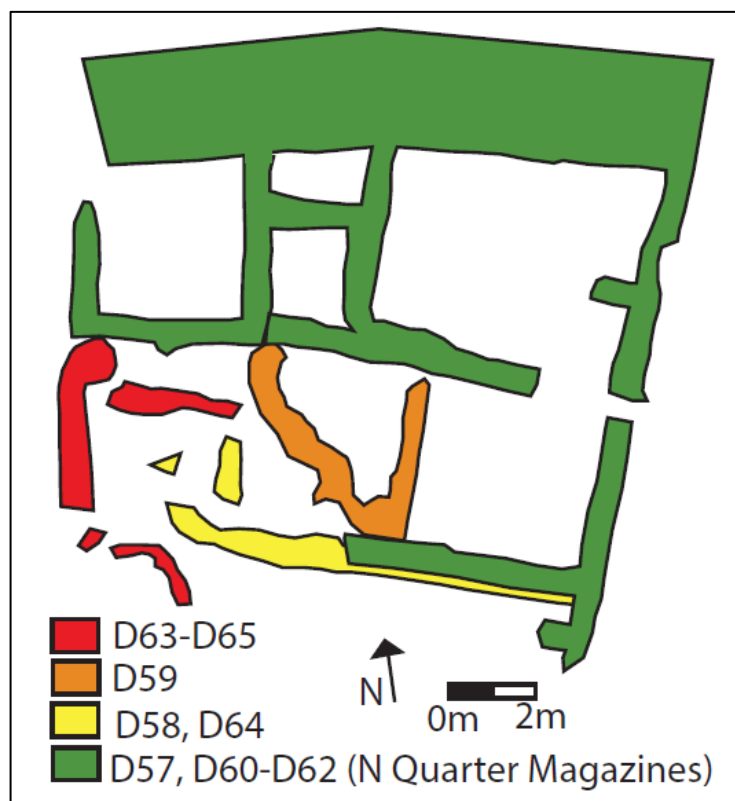 D63-D65
D59
D58, D64
D57, D60-D62 (N Quarter Magazines)
N
0m 2m